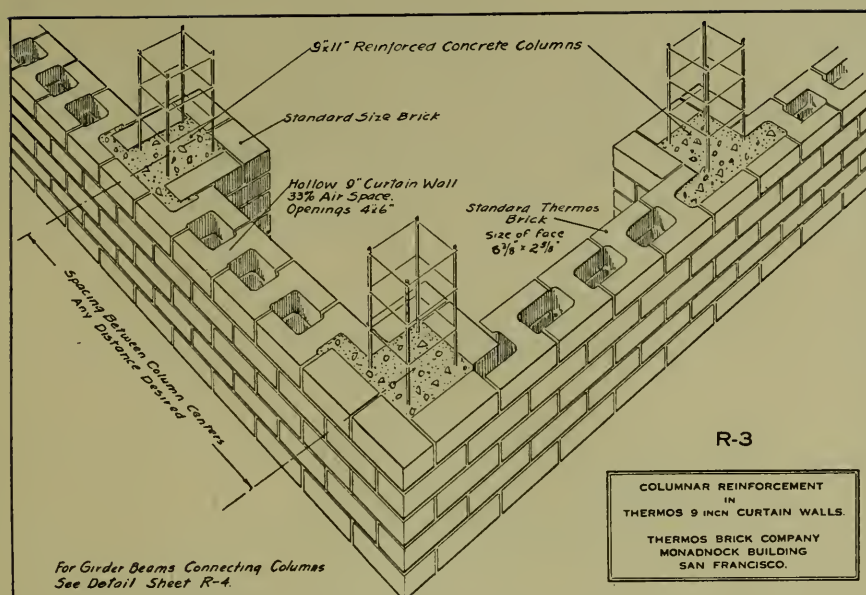 9"x11" Reinforced Concrete Columns
Standard Size Brick
Hollow 9" Curtain Wall
33% Air Space.
Openings 4"x6"
Standard Thermos
Brick
Size of Face
6 3/8" x 2 5/8"
Spacing Between Column Centers
Any Distance Desired
R-3
COLUMNAR REINFORCEMENT
IN
THERMOS 9 INCH CURTAIN WALLS.
THERMOS BRICK COMPANY
MONADNOCK BUILDING
SAN FRANCISCO.
For Girder Beams Connecting Columns
See Detail Sheet R-4.